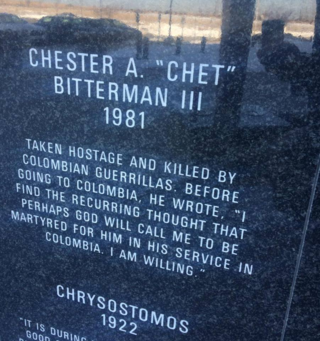 CHESTER A. "CHET"
BITTERMAN III
1981
TAKEN HOSTAGE AND KILLED BY
COLOMBIAN GUERRILLAS. BEFORE
GOING TO COLOMBIA, HE WROTE, "I
FIND THE RECURRING THOUGHT THAT
PERHAPS GOD WILL CALL ME TO BE
MARTYRED FOR HIM IN HIS SERVICE IN
COLOMBIA. I AM WILLING."
CHRYSOSTOMOS
1922
"IT IS DURING
GOOD